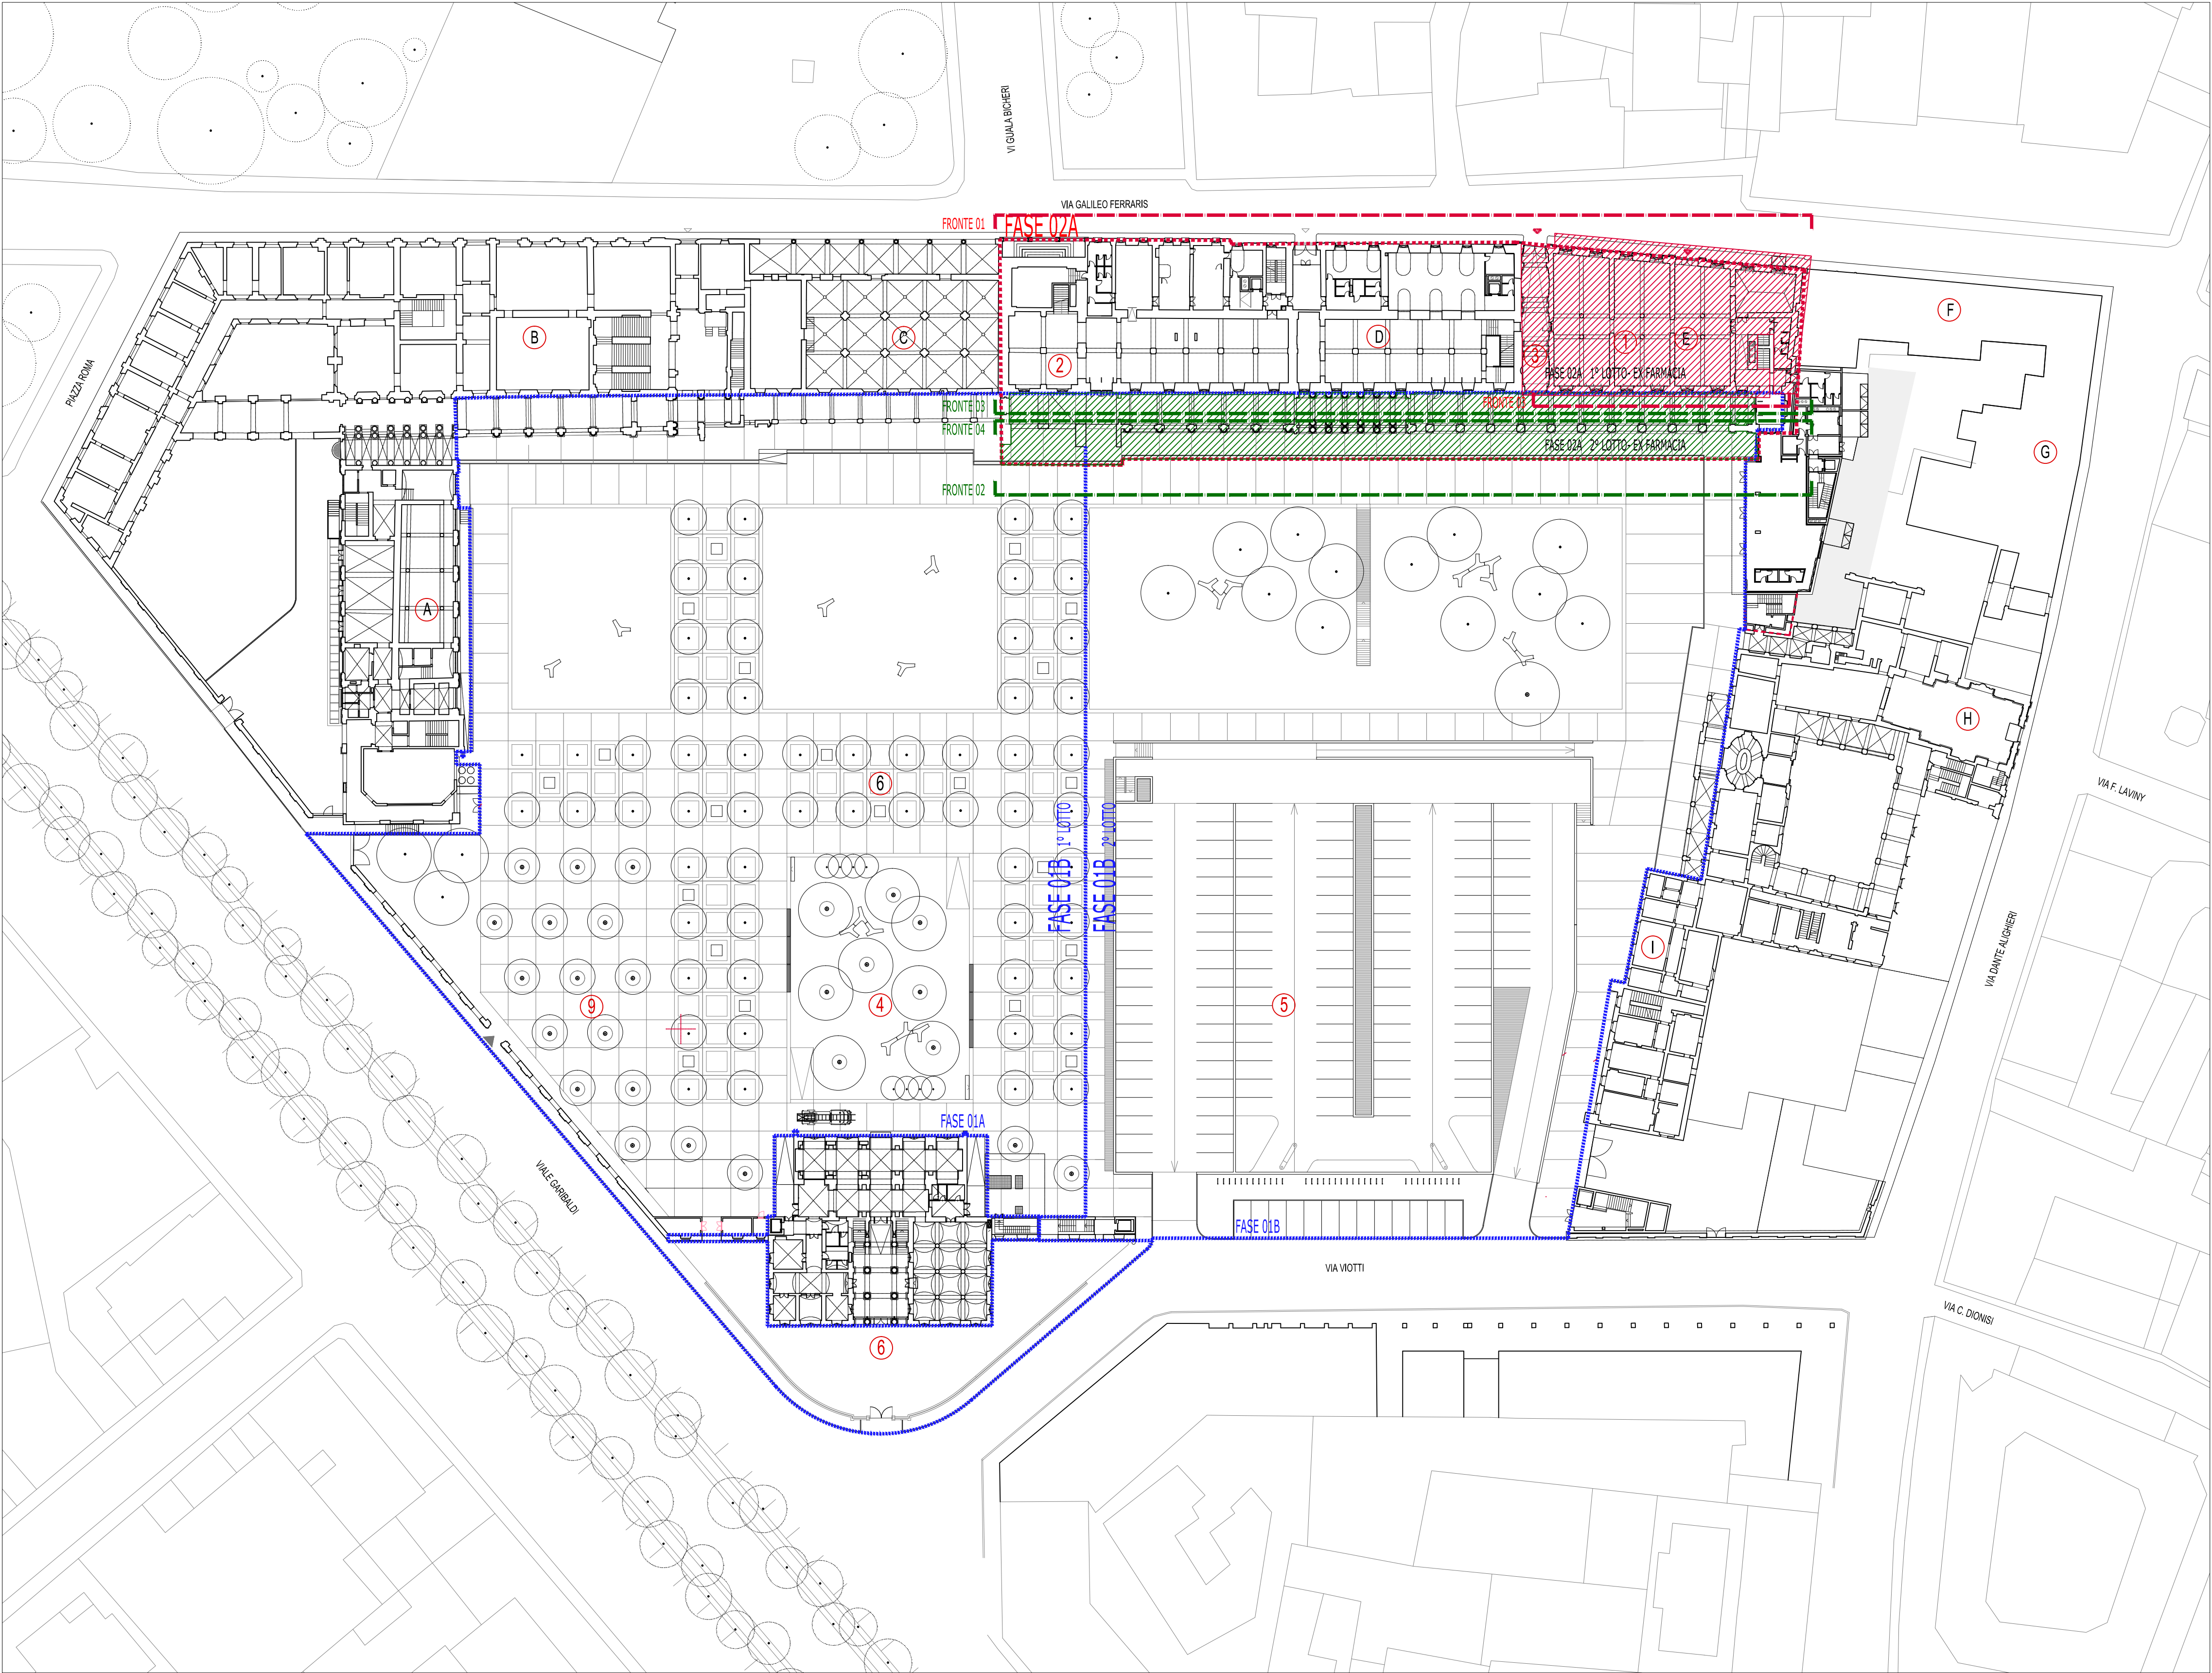 VI GUALA BICHERI
VIA GALILEO FERRARIS
FRONTE 01
FASE 02A
PIAZZA ROMA
B
C
D
3
1
E
F
2
FASE 02A 1° LOTTO- EX FARMACIA
FRONTE 03
FRONTE 01
FRONTE 04
FASE 02A 2° LOTTO- EX FARMACIA
G
FRONTE 02
A
H
6
FASE 01B 1° LOTTO
FASE 01B 2° LOTTO
VIA F. LAVINY
I
VIA DANTE ALIGHIERI
9
4
5
FASE 01A
VIALE GARIBALDI
FASE 01B
VIA VIOTTI
6
VIA C. DIONISI